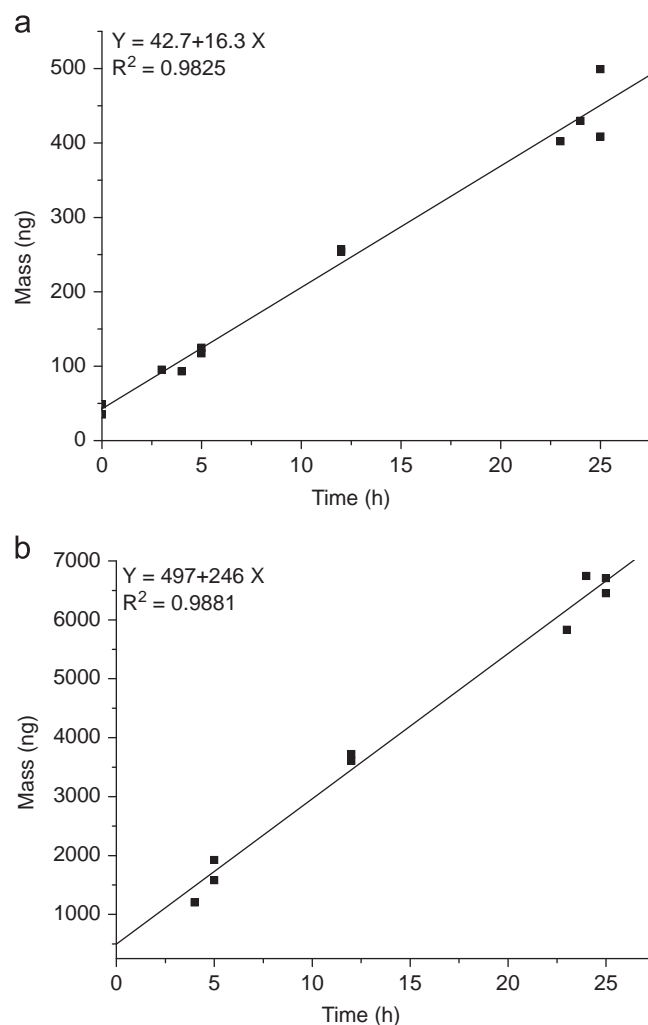 a
Y = 42.7+16.3 X
R² = 0.9825
500
400
300
200
100
0
Mass (ng)
0 5 10 15 20 25
Time (h)
b
Y = 497+246 X
R² = 0.9881
7000
6000
5000
4000
3000
2000
1000
Mass (ng)
0 5 10 15 20 25
Time (h)